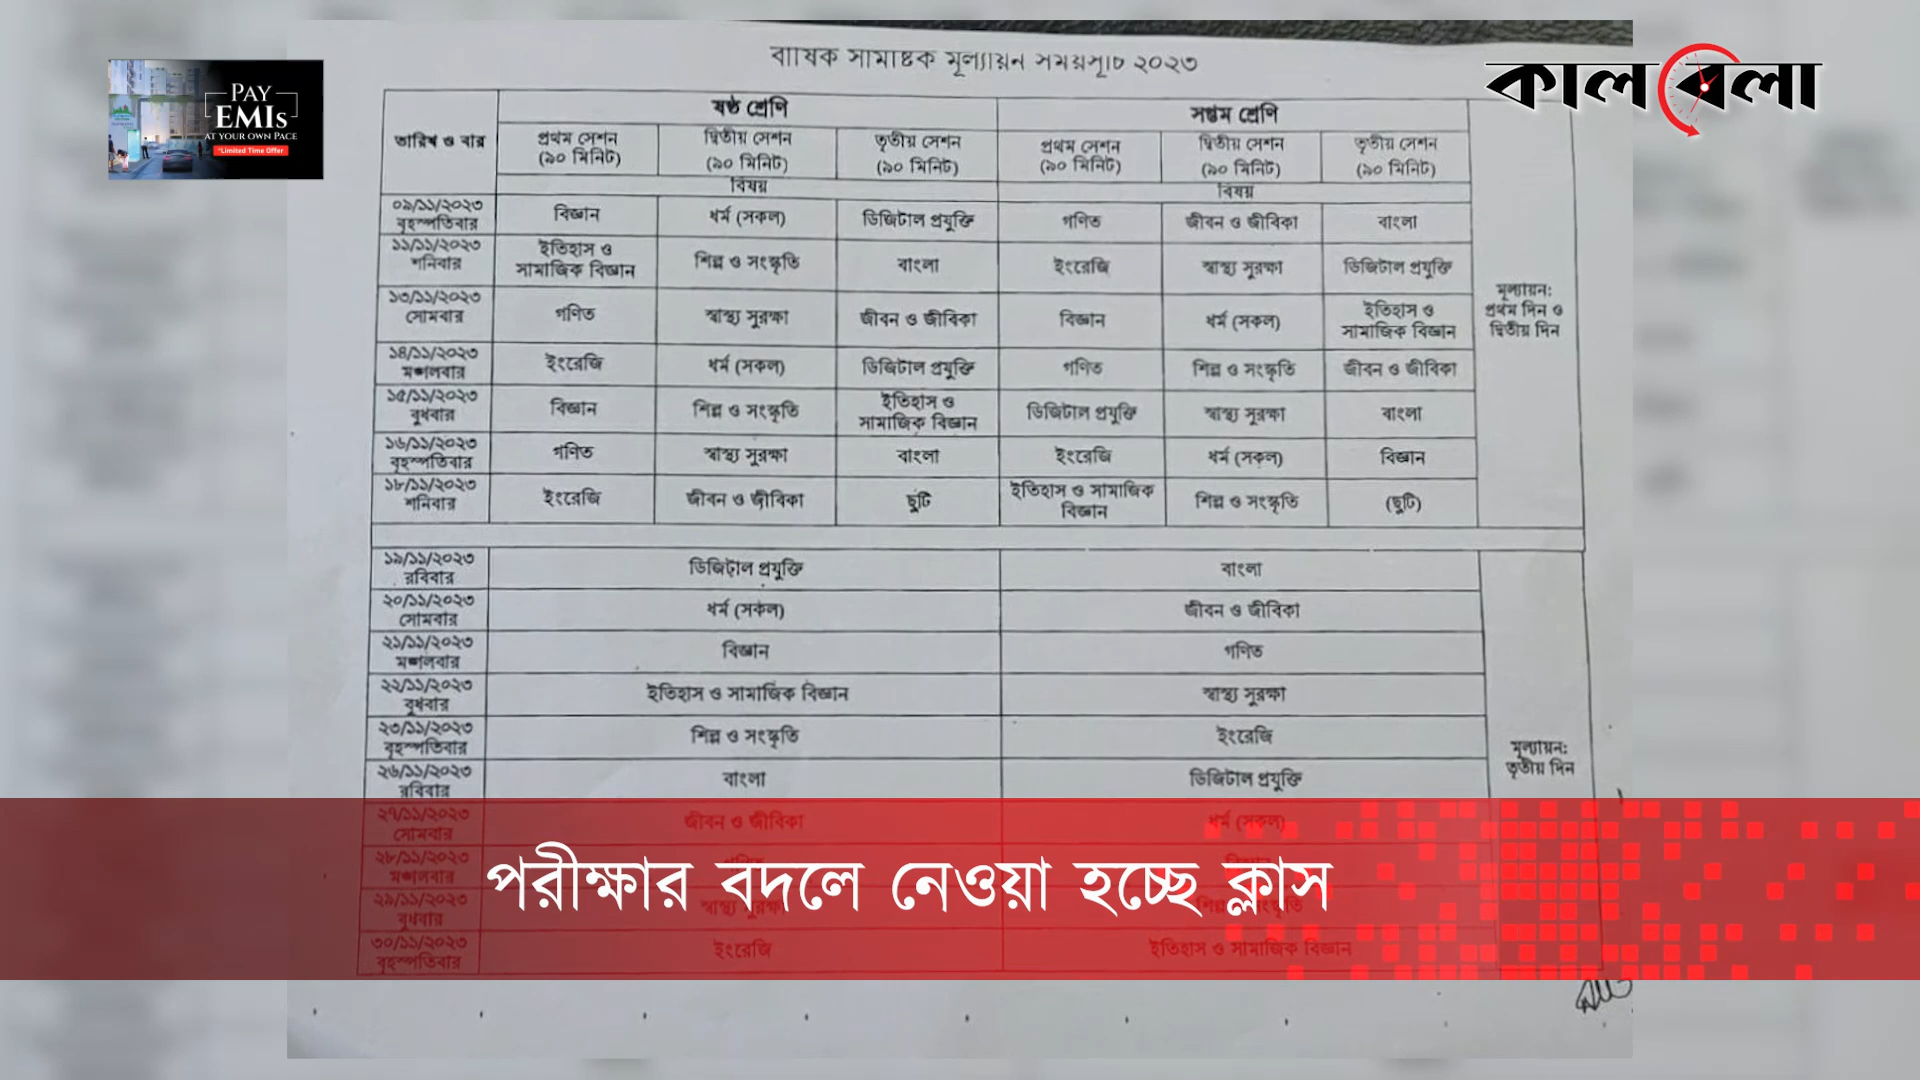 বার্ষিক সামষ্টিক মূল্যায়ন সময়সূচি ২০২৩
PAY
EMIs
AT YOUR OWN PACE
*Limited Time Offer
কালবেলা
তারিখ ও বার
ষষ্ঠ শ্রেণি
সপ্তম শ্রেণি
প্রথম সেশন (৯০ মিনিট)
দ্বিতীয় সেশন (৯০ মিনিট)
তৃতীয় সেশন (৯০ মিনিট)
প্রথম সেশন (৯০ মিনিট)
দ্বিতীয় সেশন (৯০ মিনিট)
তৃতীয় সেশন (৯০ মিনিট)
বিষয়
বিষয়
০৯/১১/২০২৩ বৃহস্পতিবার বিজ্ঞান ধর্ম (সকল) ডিজিটাল প্রযুক্তি গণিত জীবন ও জীবিকা বাংলা
১১/১১/২০২৩ শনিবার ইতিহাস ও সামাজিক বিজ্ঞান শিল্প ও সংস্কৃতি বাংলা ইংরেজি স্বাস্থ্য সুরক্ষা ডিজিটাল প্রযুক্তি
১৩/১১/২০২৩ সোমবার গণিত স্বাস্থ্য সুরক্ষা জীবন ও জীবিকা বিজ্ঞান ধর্ম (সকল) ইতিহাস ও সামাজিক বিজ্ঞান
১৪/১১/২০২৩ মঙ্গলবার ইংরেজি ধর্ম (সকল) ডিজিটাল প্রযুক্তি গণিত শিল্প ও সংস্কৃতি জীবন ও জীবিকা
১৫/১১/২০২৩ বুধবার বিজ্ঞান শিল্প ও সংস্কৃতি ইতিহাস ও সামাজিক বিজ্ঞান ডিজিটাল প্রযুক্তি স্বাস্থ্য সুরক্ষা বাংলা
১৬/১১/২০২৩ বৃহস্পতিবার গণিত স্বাস্থ্য সুরক্ষা বাংলা ইংরেজি ধর্ম (সকল) বিজ্ঞান
১৮/১১/২০২৩ শনিবার ইংরেজি জীবন ও জীবিকা ছুটি ইতিহাস ও সামাজিক বিজ্ঞান শিল্প ও সংস্কৃতি (ছুটি)
মূল্যায়ন:
প্রথম দিন ও
দ্বিতীয় দিন
১৯/১১/২০২৩ রবিবার ডিজিটাল প্রযুক্তি বাংলা
২০/১১/২০২৩ সোমবার ধর্ম (সকল) জীবন ও জীবিকা
২১/১১/২০২৩ মঙ্গলবার বিজ্ঞান গণিত
২২/১১/২০২৩ বুধবার ইতিহাস ও সামাজিক বিজ্ঞান স্বাস্থ্য সুরক্ষা
২৩/১১/২০২৩ বৃহস্পতিবার শিল্প ও সংস্কৃতি ইংরেজি
২৬/১১/২০২৩ রবিবার বাংলা ডিজিটাল প্রযুক্তি
মূল্যায়ন:
তৃতীয় দিন
২৭/১১/২০২৩ সোমবার জীবন ও জীবিকা ধর্ম (সকল)
২৮/১১/২০২৩ মঙ্গলবার
পরীক্ষার বদলে নেওয়া হচ্ছে ক্লাস
২৯/১১/২০২৩ বুধবার স্বাস্থ্য সুরক্ষা শিল্প ও সংস্কৃতি
৩০/১১/২০২৩ বৃহস্পতিবার ইংরেজি ইতিহাস ও সামাজিক বিজ্ঞান